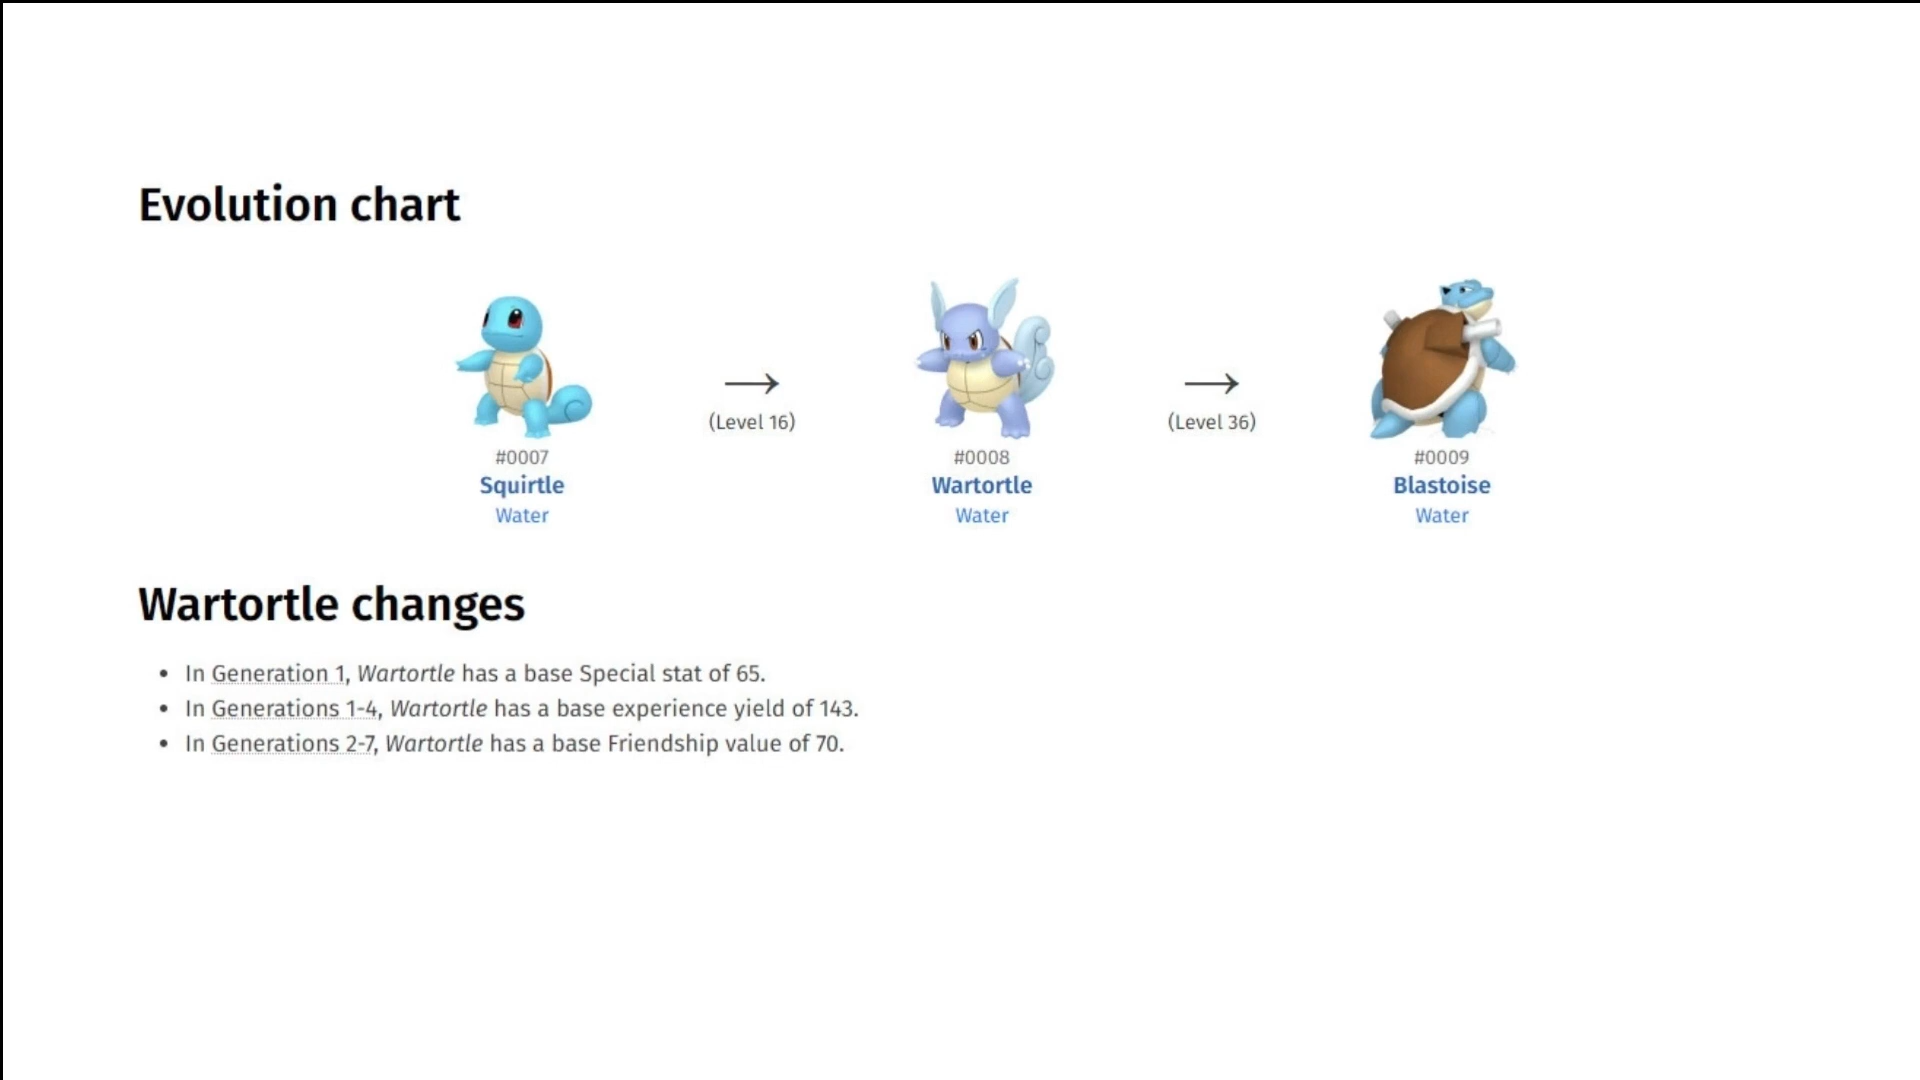 Evolution chart
(Level 16)
(Level 36)
#0007
Squirtle
Water
#0008
Wartortle
Water
#0009
Blastoise
Water
Wartortle changes
• In Generation 1, Wartortle has a base Special stat of 65.
• In Generations 1-4, Wartortle has a base experience yield of 143.
• In Generations 2-7, Wartortle has a base Friendship value of 70.